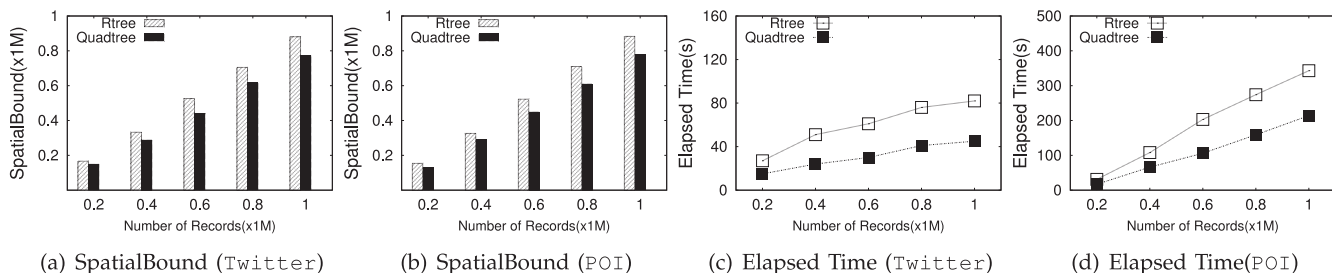 SpatialBound(x1M)
1
0.8
0.6
0.4
0.2
Rtree
Quadtree
0.2 0.4 0.6 0.8 1
Number of Records(x1M)
(a) SpatialBound (Twitter)
SpatialBound(x1M)
1
0.8
0.6
0.4
0.2
Rtree
Quadtree
0.2 0.4 0.6 0.8 1
Number of Records(x1M)
(b) SpatialBound (POI)
Elapsed Time(s)
160
120
80
40
0
Rtree
Quadtree
0.2 0.4 0.6 0.8 1
Number of Records(x1M)
(c) Elapsed Time (Twitter)
Elapsed Time(s)
500
400
300
200
100
0
Rtree
Quadtree
0.2 0.4 0.6 0.8 1
Number of Records(x1M)
(d) Elapsed Time(POI)